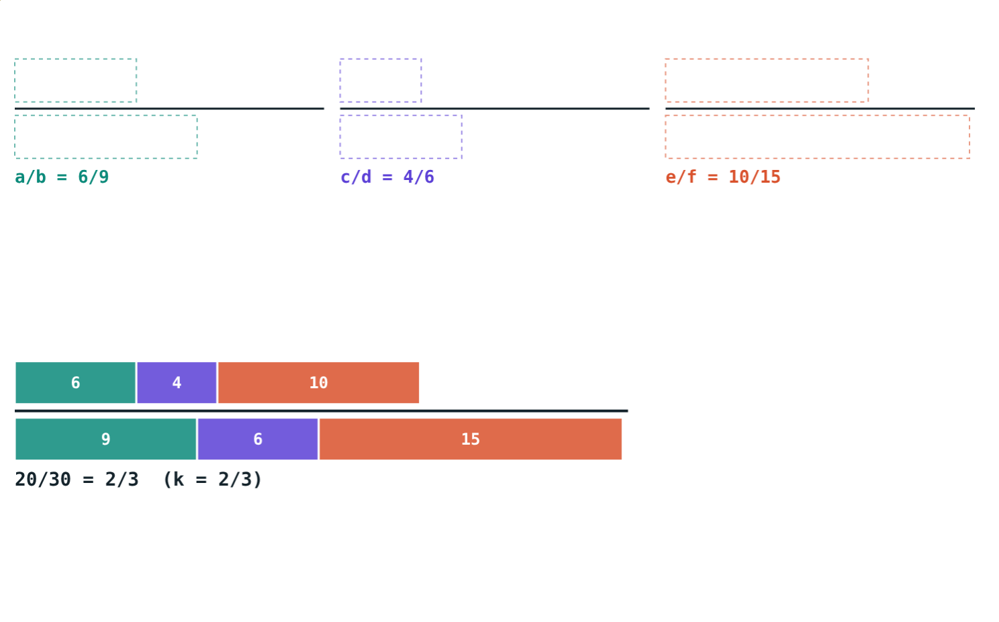 a/b = 6/9
c/d = 4/6
e/f = 10/15
6 4 10
9 6 15
20/30 = 2/3 (k = 2/3)